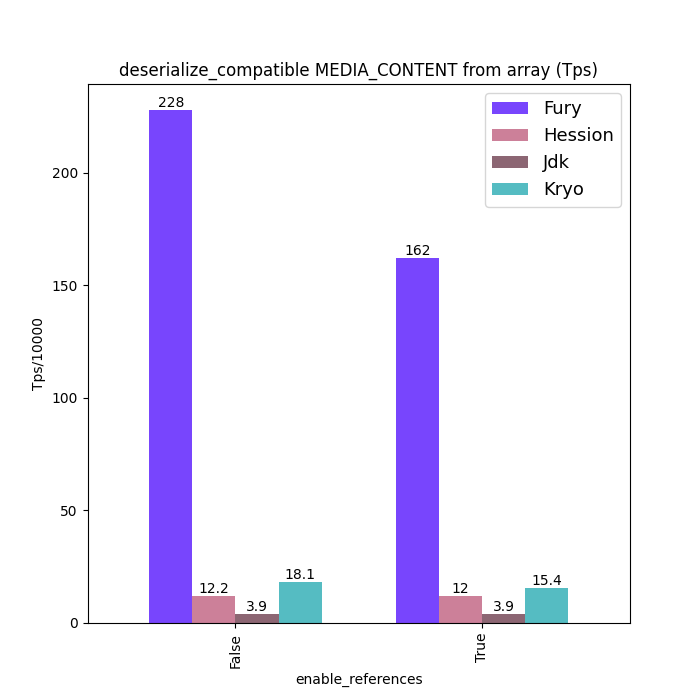 deserialize_compatible MEDIA_CONTENT from array (Tps)
Fury
Hession
Jdk
Kryo
228
12.2
3.9
18.1
162
12
3.9
15.4
200
150
100
50
0
Tps/10000
False
True
enable_references